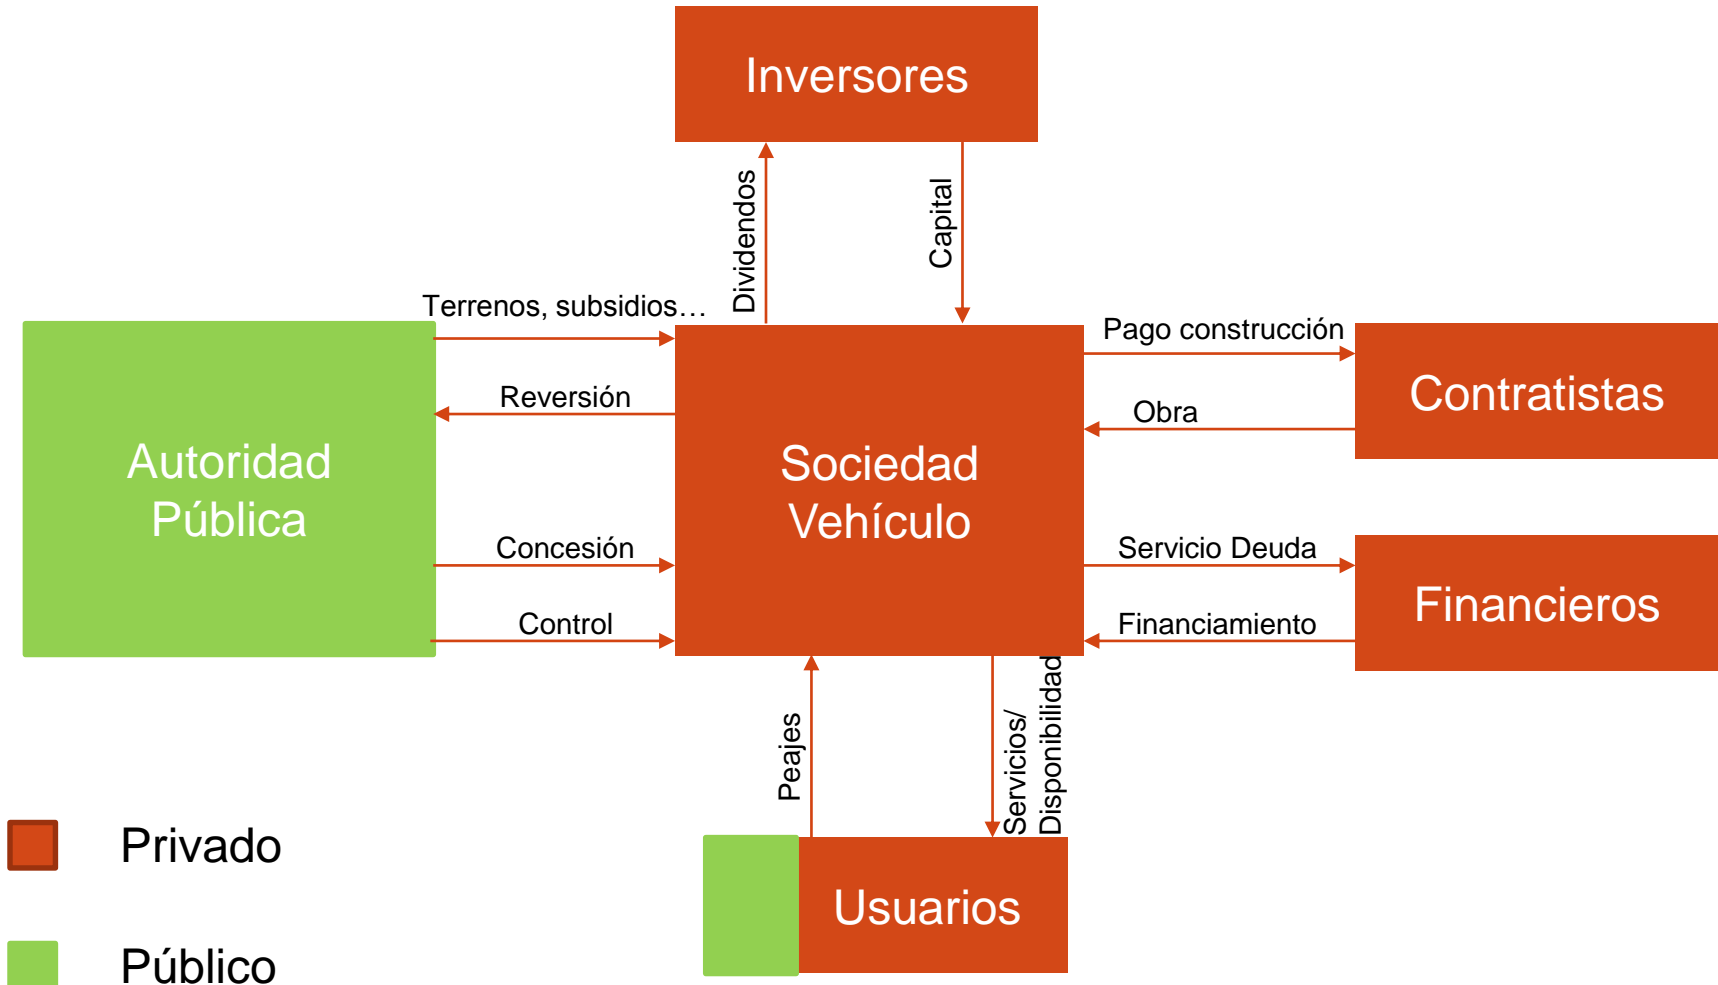 Inversores
Dividendos
Capital
Terrenos, subsidios…
Pago construcción
Contratistas
Reversión
Obra
Autoridad
Pública
Sociedad
Vehículo
Concesión
Servicio Deuda
Financieros
Control
Financiamiento
Peajes
Servicios/
Disponibilidad
Privado
Usuarios
Público